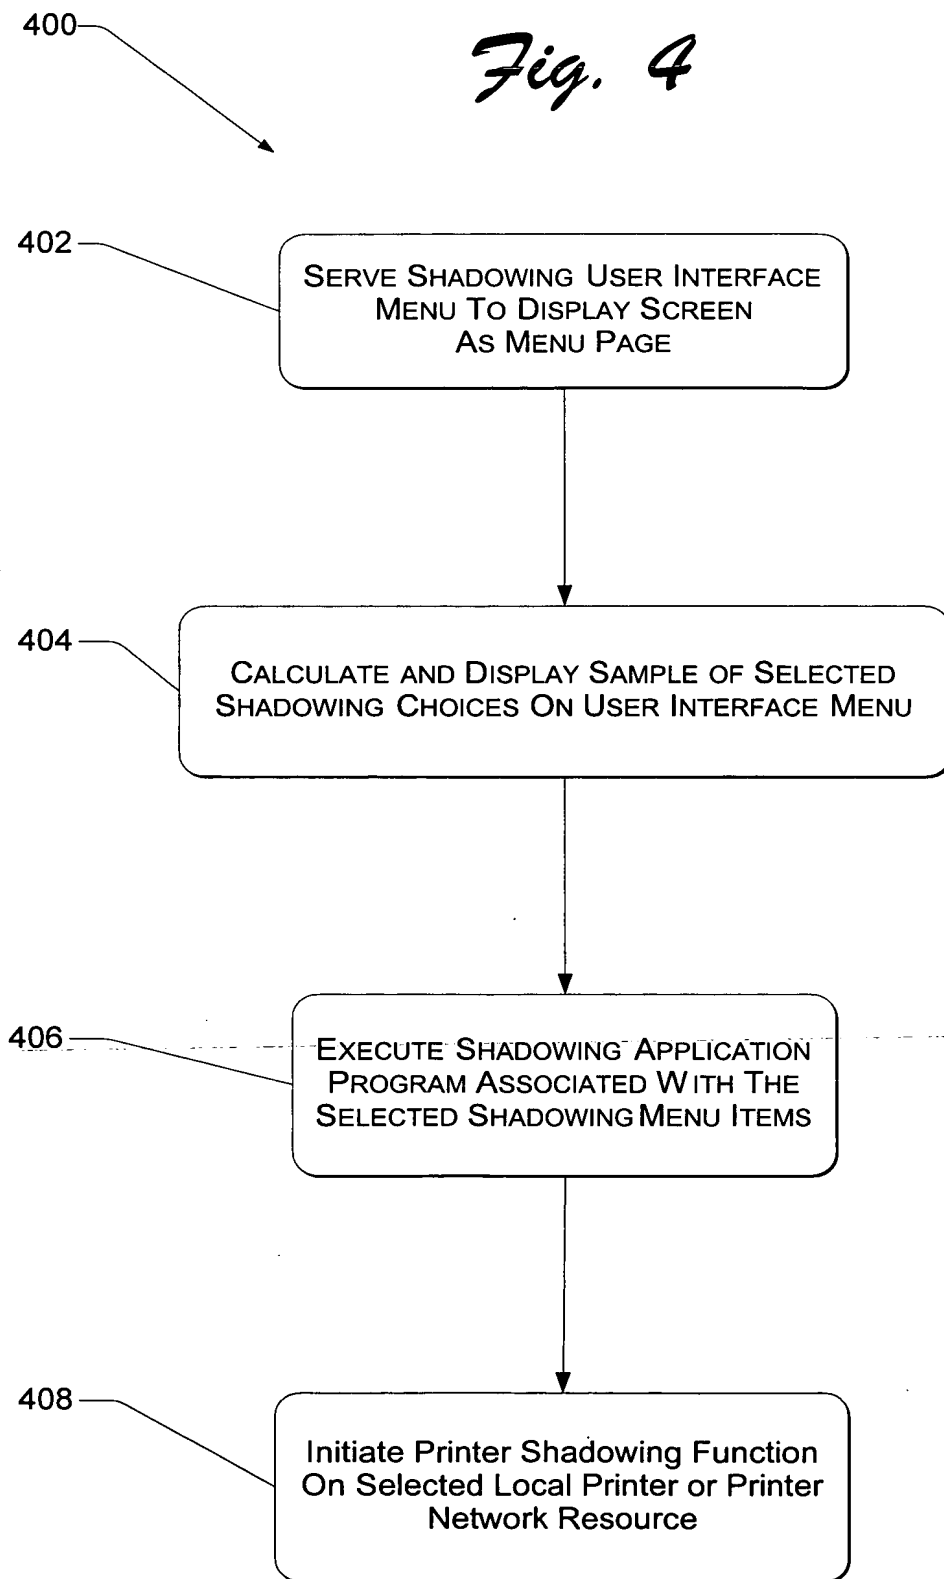 400
Fig. 4
402
SERVE SHADOWING USER INTERFACE
MENU TO DISPLAY SCREEN
AS MENU PAGE
404
CALCULATE AND DISPLAY SAMPLE OF SELECTED
SHADOWING CHOICES ON USER INTERFACE MENU
406
EXECUTE SHADOWING APPLICATION
PROGRAM ASSOCIATED WITH THE
SELECTED SHADOWING MENU ITEMS
408
Initiate Printer Shadowing Function
On Selected Local Printer or Printer
Network Resource